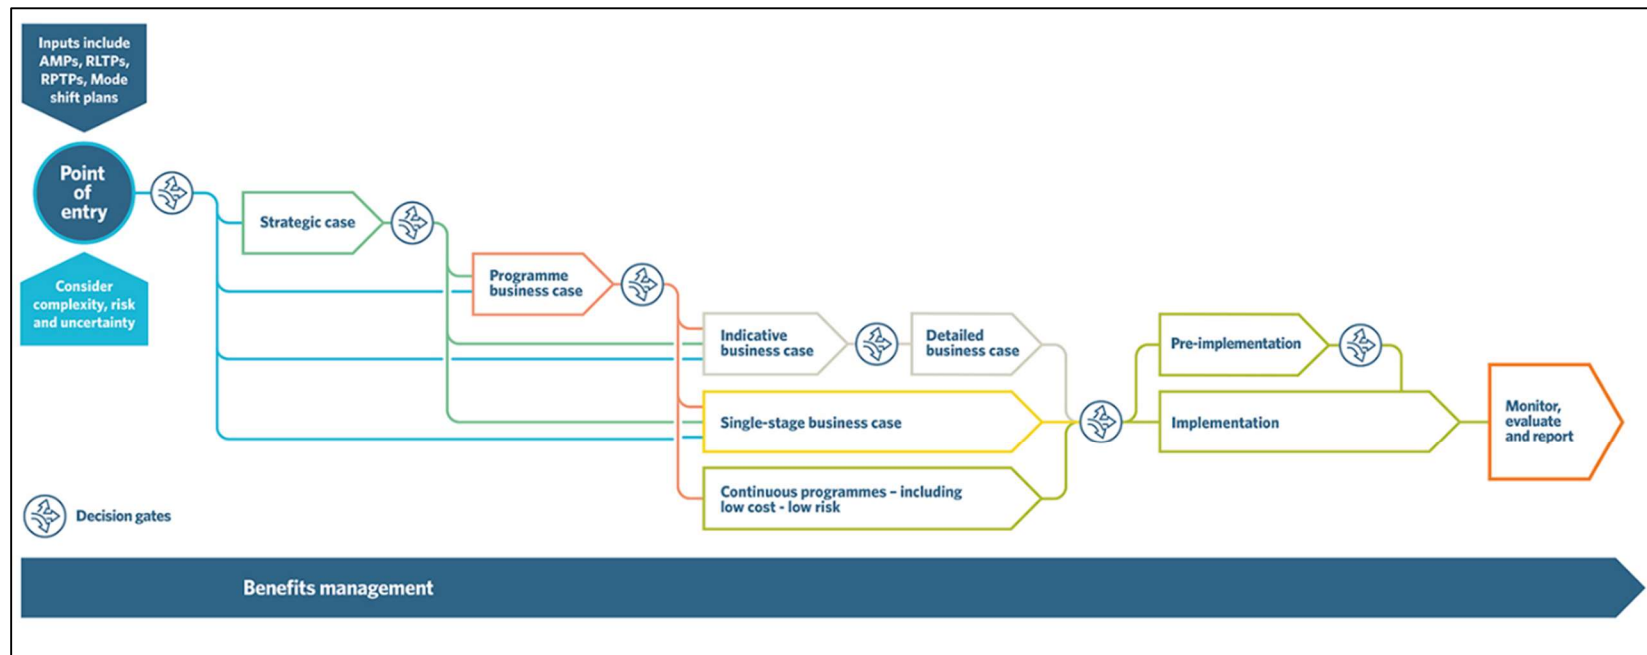 Inputs include
AMPs, RLTPs,
RPTPs, Mode
shift plans
Point
of
entry
Consider
complexity, risk
and uncertainty
Strategic case
Programme
business case
Indicative
business case
Detailed
business case
Single-stage business case
Continuous programmes – including
low cost - low risk
Pre-implementation
Implementation
Monitor,
evaluate
and report
Decision gates
Benefits management